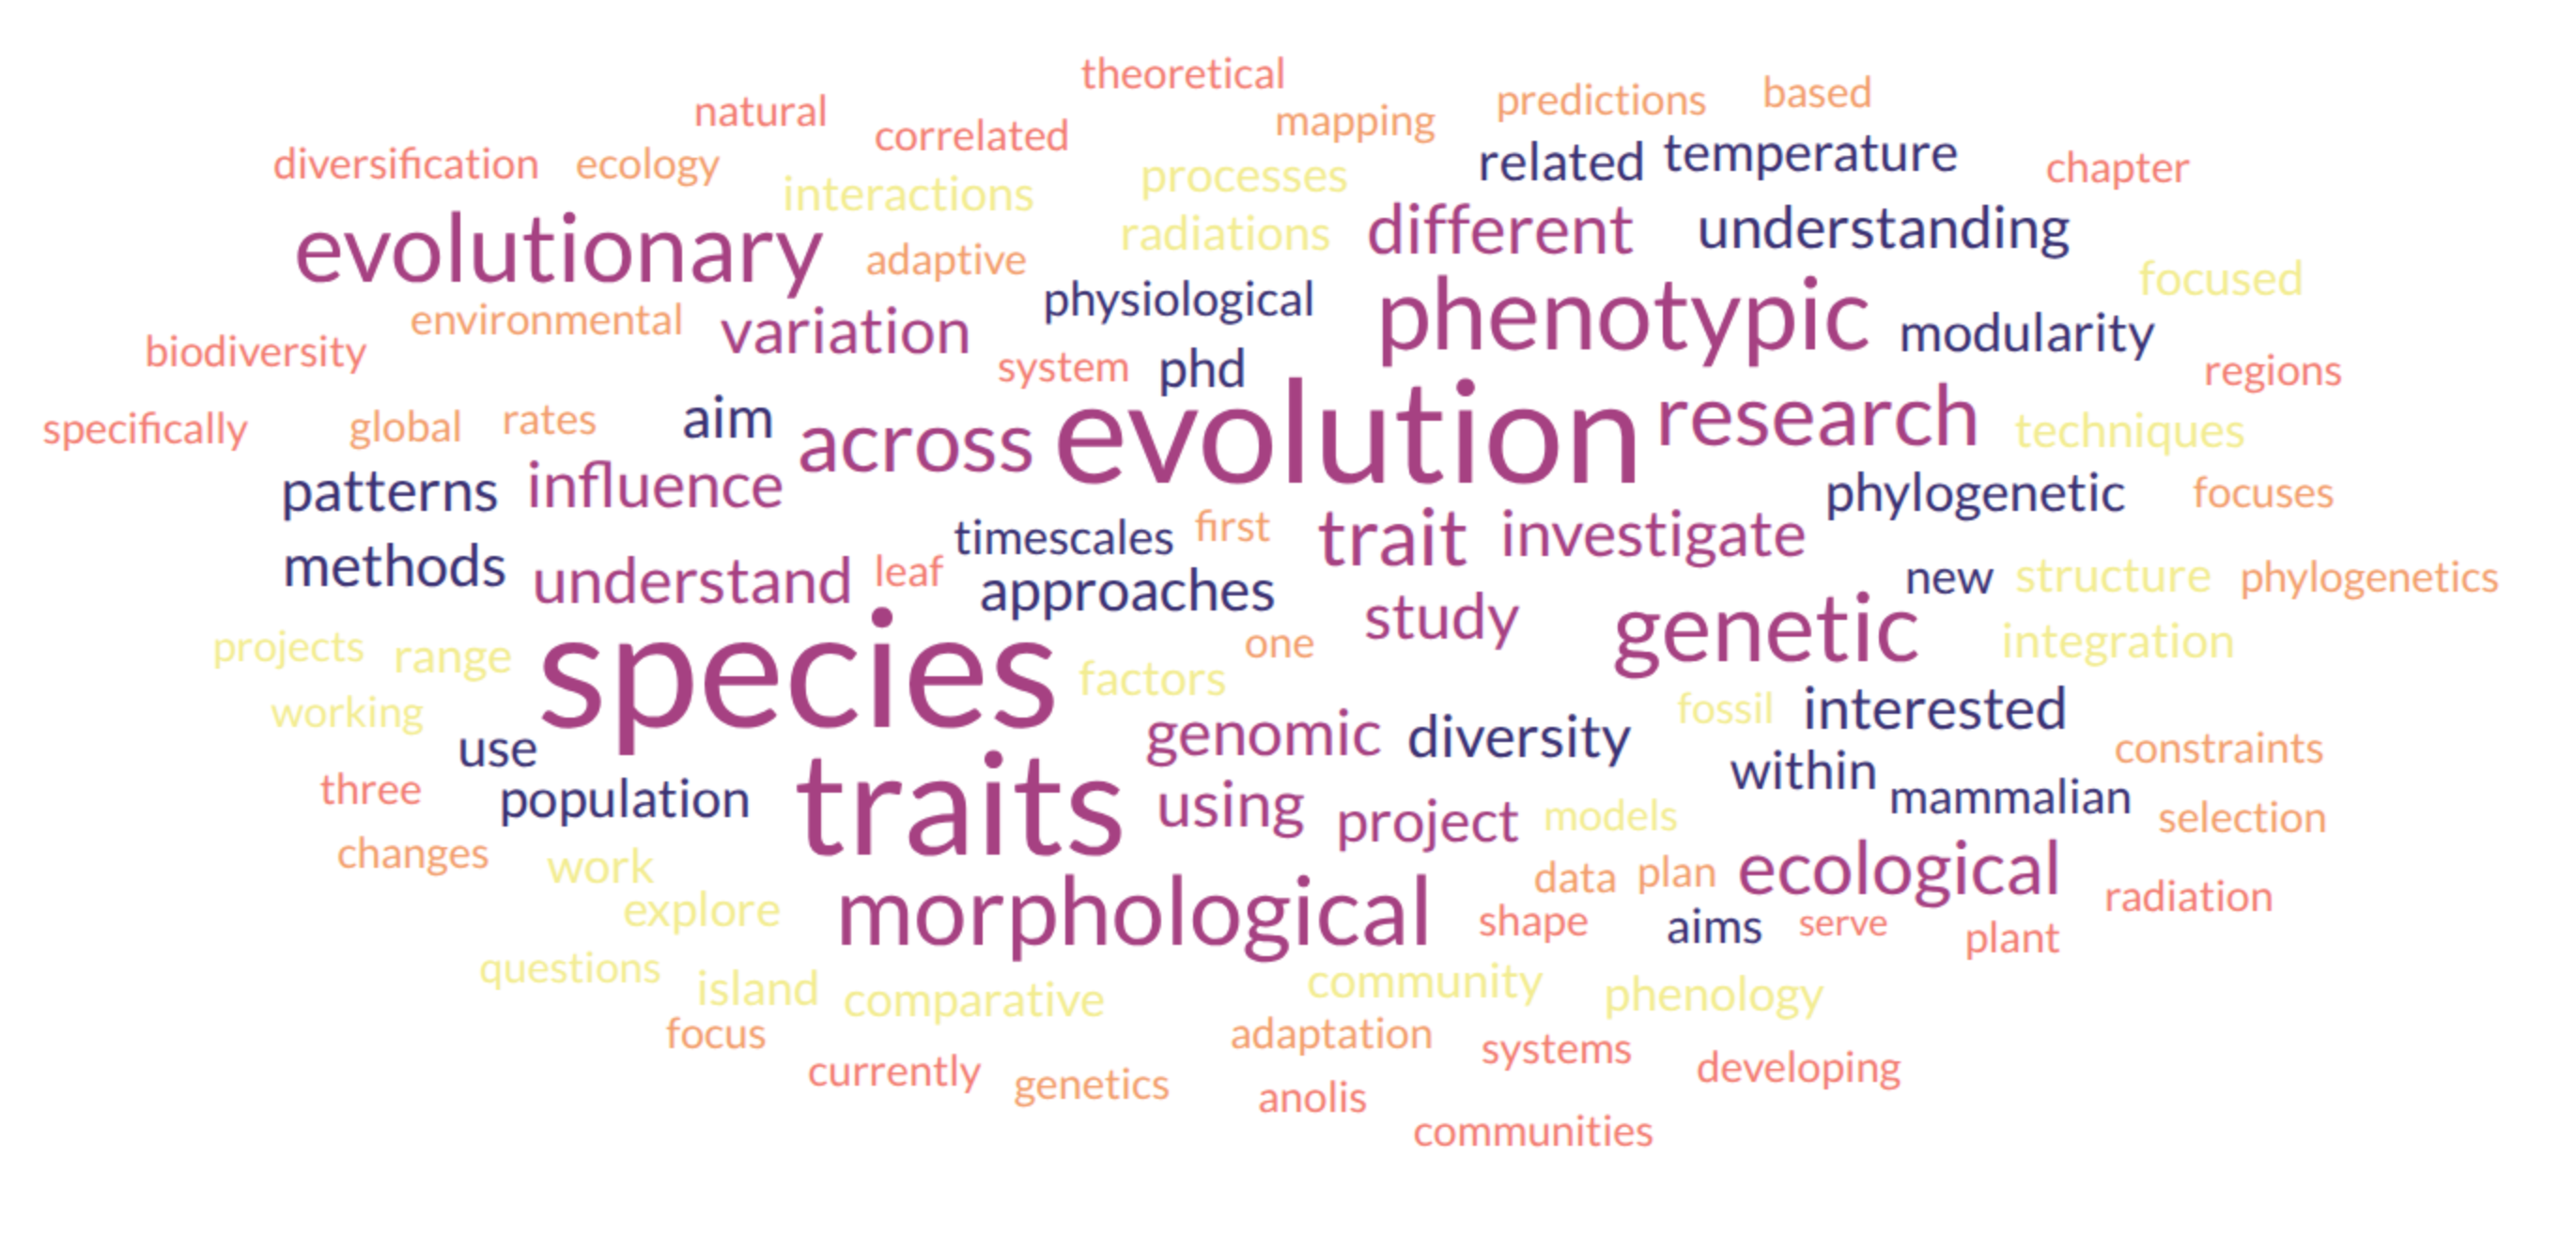 theoretical
natural correlated mapping predictions based
diversification ecology interactions processes related temperature chapter
evolutionary adaptive radiations different understanding
environmental variation physiological phenotypic modularity focused
biodiversity system phd regions
specifically global rates aim across evolution research techniques
patterns influence phylogenetic focuses
methods understand leaf timescales first trait investigate
approaches new structure phylogenetics
projects range species factors one study genetic integration
working fossil interested
use genomic diversity within constraints
three population traits using project models mammalian selection
changes work data plan ecological
explore morphological shape aims serve plant radiation
questions island comparative community phenology
focus adaptation systems
currently genetics anolis developing
communities